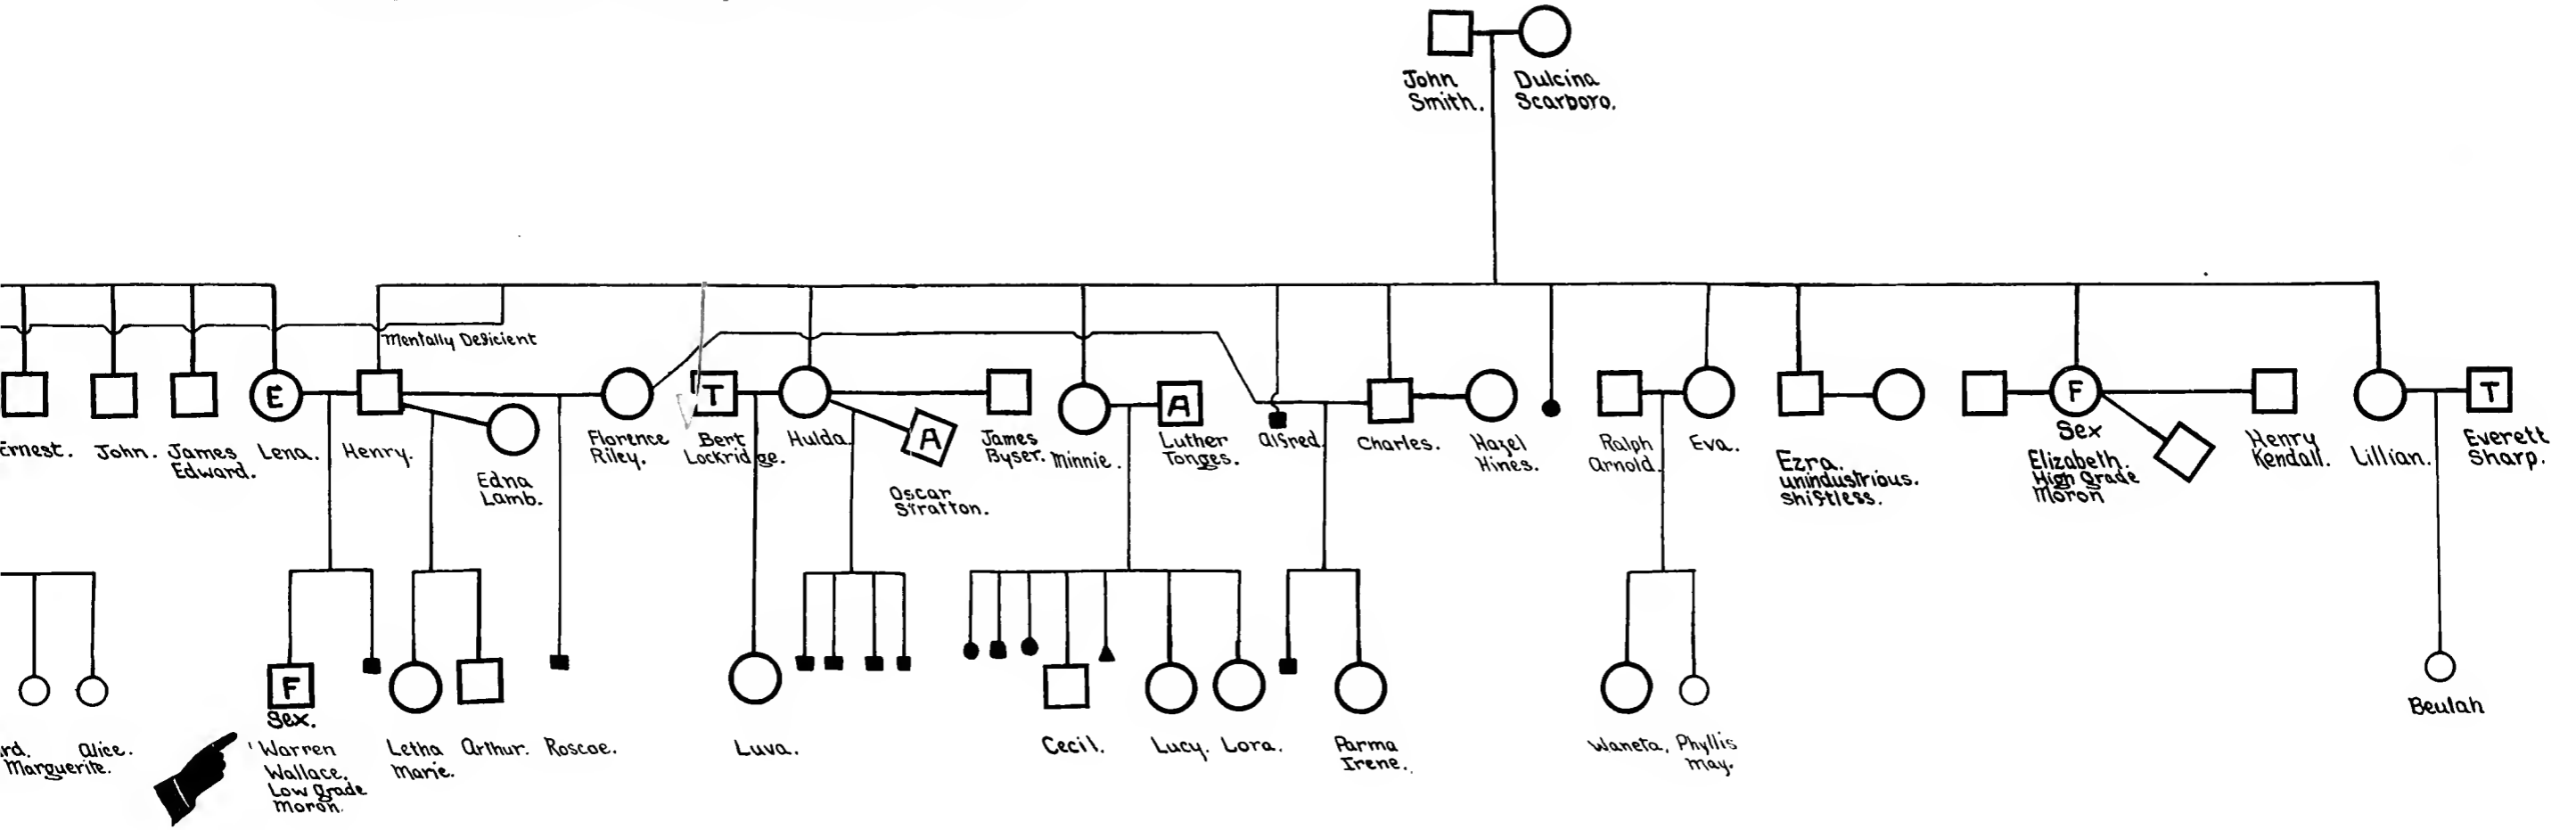 John
Smith.
Dulcina
Scarboro.
Mentally Deficient
E
T
A
A
F
T
Ernest.
John.
James
Edward.
Lena.
Henry.
Edna
Lamb.
Florence
Riley.
Bert
Lockridge.
Hulda.
Oscar
Stratton.
James
Byser.
Minnie.
Luther
Tonges.
Alfred.
Charles.
Hazel
Hines.
Ralph
Arnold.
Eva.
Ezra.
unindustrious.
Shiftless.
Sex
Elizabeth.
High Grade
Moron
Henry
Kendall.
Lillian.
Everett
Sharp.
F
Sex.
rd.
Marguerite.
Alice.
Warren
Wallace.
Low Grade
Moron.
Letha
Marie.
Arthur.
Roscoe.
Luva.
Cecil.
Lucy.
Lora.
Parma
Irene.
Waneta.
Phyllis
May.
Beulah